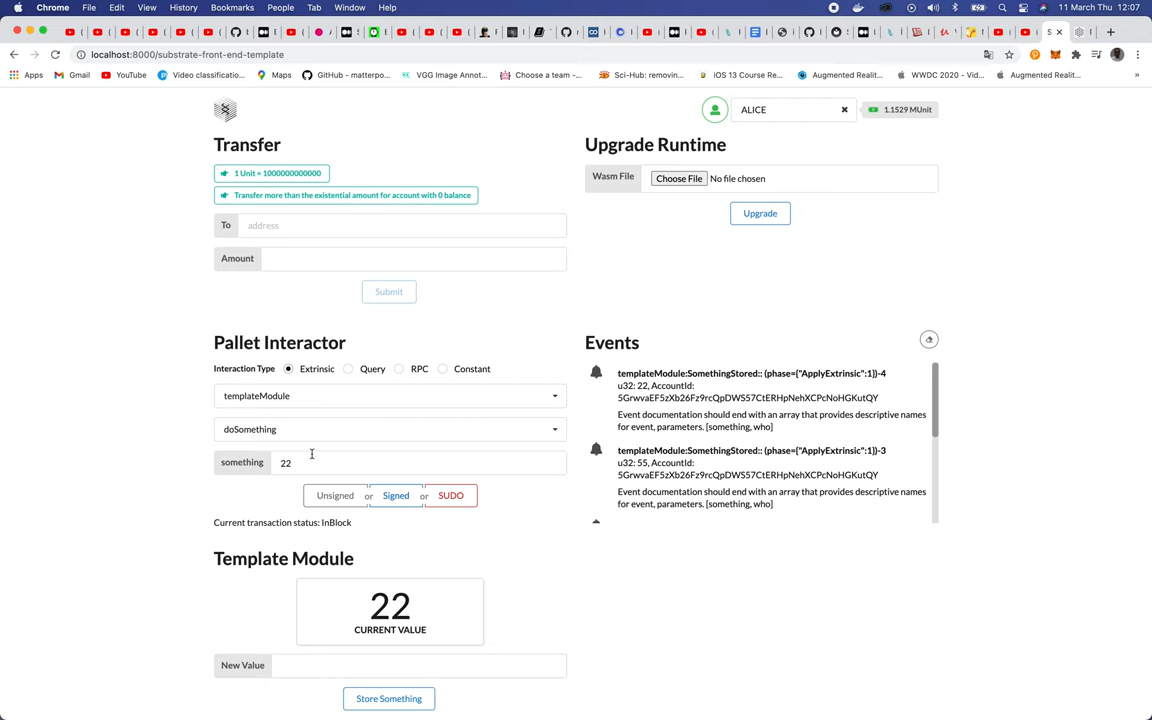 Chrome File Edit View History Bookmarks People Tab Window Help 11 March Thu 12:07
localhost:8000/substrate-front-end-template
Apps Gmail YouTube Video classificatio... Maps GitHub - matterpo... VGG Image Annot... Choose a team -... Sci-Hub: removin... iOS 13 Course Re... Augmented Realit... WWDC 2020 - Vid... Augmented Realit... »
ALICE 1.1529 MUnit
Transfer
1 Unit = 1000000000000
Transfer more than the existential amount for account with 0 balance
To address
Amount
Submit
Upgrade Runtime
Wasm File Choose File No file chosen
Upgrade
Pallet Interactor
Interaction Type Extrinsic Query RPC Constant
templateModule
doSomething
something 22
Unsigned or Signed or SUDO
Current transaction status: InBlock
Events
templateModule:SomethingStored:: (phase={"ApplyExtrinsic":1})-4
u32: 22, AccountId:
5GrwvaEF5zXb26Fz9rcQpDWS57CtERHpNehXCPcNoHGKutQY
Event documentation should end with an array that provides descriptive names
for event, parameters. [something, who]
templateModule:SomethingStored:: (phase={"ApplyExtrinsic":1})-3
u32: 55, AccountId:
5GrwvaEF5zXb26Fz9rcQpDWS57CtERHpNehXCPcNoHGKutQY
Event documentation should end with an array that provides descriptive names
for event, parameters. [something, who]
Template Module
22
CURRENT VALUE
New Value
Store Something